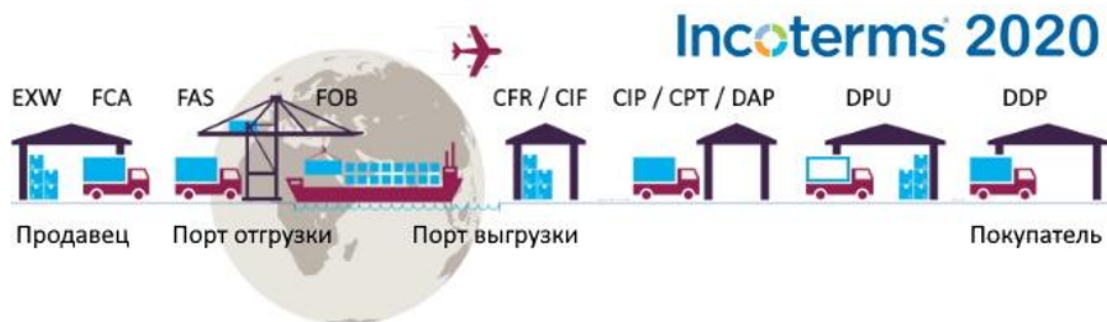 Incoterms® 2020
EXW FCA FAS FOB CFR / CIF CIP / CPT / DAP DPU DDP
Продавец Порт отгрузки Порт выгрузки Покупатель